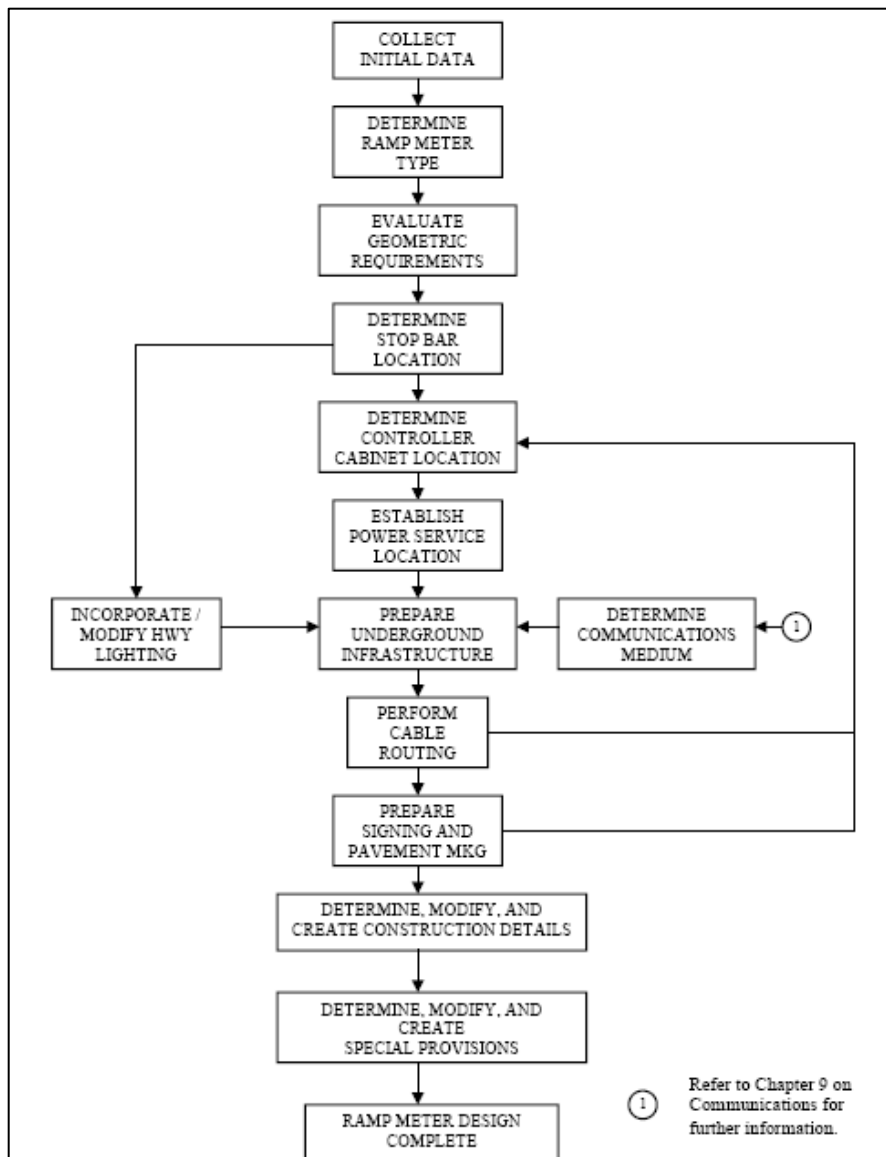 COLLECT
INITIAL DATA
DETERMINE
RAMP METER
TYPE
EVALUATE
GEOMETRIC
REQUIREMENTS
DETERMINE
STOP BAR
LOCATION
DETERMINE
CONTROLLER
CABINET LOCATION
ESTABLISH
POWER SERVICE
LOCATION
INCORPORATE /
MODIFY HWY
LIGHTING
PREPARE
UNDERGROUND
INFRASTRUCTURE
DETERMINE
COMMUNICATIONS
MEDIUM
1
PERFORM
CABLE
ROUTING
PREPARE
SIGNING AND
PAVEMENT MKG
DETERMINE, MODIFY, AND
CREATE CONSTRUCTION DETAILS
DETERMINE, MODIFY, AND
CREATE
SPECIAL PROVISIONS
RAMP METER DESIGN
COMPLETE
1
Refer to Chapter 9 on
Communications for
further information.